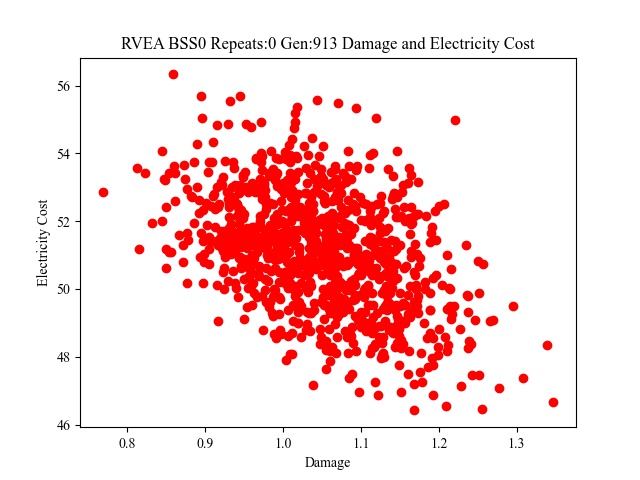 RVEA BSS0 Repeats:0 Gen:913 Damage and Electricity Cost
56
54
52
50
48
46
Electricity Cost
0.8 0.9 1.0 1.1 1.2 1.3
Damage